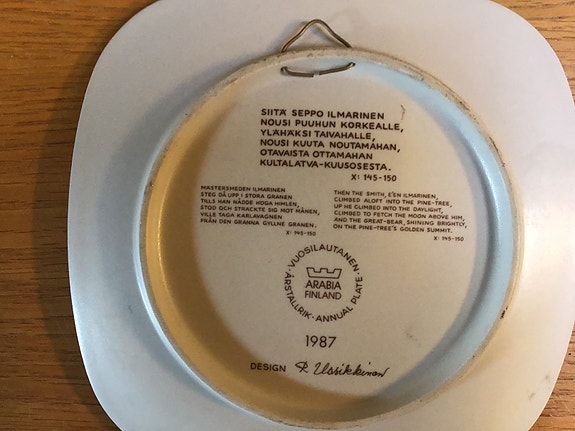 SIITÄ SEPPO ILMARINEN
NOUSI PUUHUN KORKEALLE,
YLÄHÄKSI TAIVAHALLE,
NOUSI KUUTA NOUTAMAHAN,
OTAVAISTA OTTAMAHAN
KULTALATVA-KUUSOSESTA.
X: 145-150
MÄSTERSMEDEN ILMARINEN
STEG DÅ UPP I STORA GRANEN
TILLS HAN NÅDDE HÖGA HIMLEN,
STOD OCH STRÄCKTE SIG MOT MÅNEN,
VILLE TAGA KARLAVAGNEN
FRÅN DEN GRANNA GYLLNE GRANEN.
X: 145-150
THEN THE SMITH, E'EN ILMARINEN,
CLIMBED ALOFT INTO THE PINE-TREE,
UP HE CLIMBED INTO THE DAYLIGHT,
CLIMBED TO FETCH THE MOON ABOVE HIM,
AND THE GREAT-BEAR, SHINING BRIGHTLY,
ON THE PINE-TREE'S GOLDEN SUMMIT.
X: 145-150
· VUOSILAUTANEN ·
ÅRSTALLRIK · ANNUAL PLATE ·
ARABIA
FINLAND
1987
DESIGN R. Uosikkinen